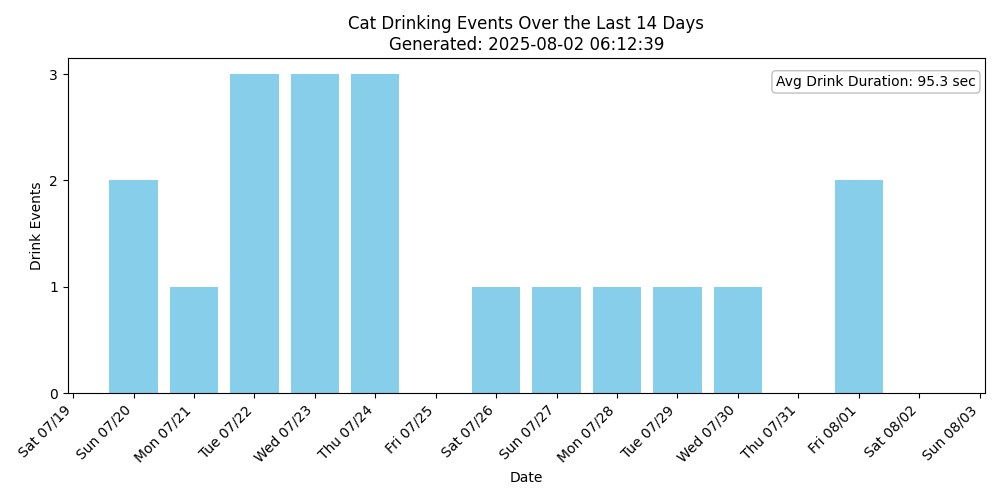 Cat Drinking Events Over the Last 14 Days
Generated: 2025-08-02 06:12:39
Avg Drink Duration: 95.3 sec
Drink Events
3
2
1
0
Sat 07/19
Sun 07/20
Mon 07/21
Tue 07/22
Wed 07/23
Thu 07/24
Fri 07/25
Sat 07/26
Sun 07/27
Mon 07/28
Tue 07/29
Wed 07/30
Thu 07/31
Fri 08/01
Sat 08/02
Sun 08/03
Date